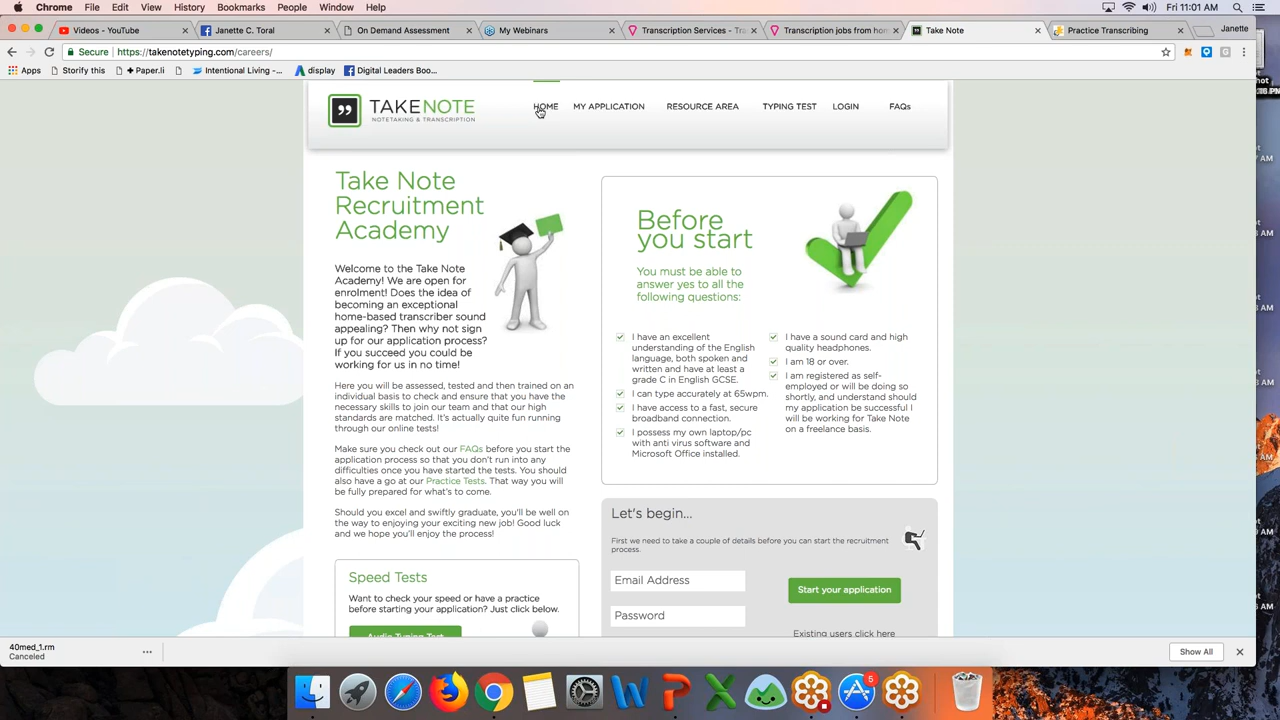 Chrome File Edit View History Bookmarks People Window Help
Fri 11:01 AM
Videos - YouTube
Janette C. Toral
On Demand Assessment
My Webinars
Transcription Services - Tra
Transcription jobs from hom
Take Note
Practice Transcribing
Janette
Secure https://takenotetyping.com/careers/
Apps Storify this + Paper.li Intentional Living -... display Digital Leaders Boo...
TAKENOTE
NOTETAKING & TRANSCRIPTION
HOME MY APPLICATION RESOURCE AREA TYPING TEST LOGIN FAQs
Take Note
Recruitment
Academy
Welcome to the Take Note
Academy! We are open for
enrolment! Does the idea of
becoming an exceptional
home-based transcriber sound
appealing? Then why not sign
up for our application process?
If you succeed you could be
working for us in no time!
Here you will be assessed, tested and then trained on an
individual basis to check and ensure that you have the
necessary skills to join our team and that our high
standards are matched. It's actually quite fun running
through our online tests!
Make sure you check out our FAQs before you start the
application process so that you don't run into any
difficulties once you have started the tests. You should
also have a go at our Practice Tests. That way you will
be fully prepared for what's to come.
Should you excel and swiftly graduate, you'll be well on
the way to enjoying your exciting new job! Good luck
and we hope you'll enjoy the process!
Speed Tests
Want to check your speed or have a practice
before starting your application? Just click below.
Audio Typing Test
Before
you start
You must be able to
answer yes to all the
following questions:
I have an excellent
understanding of the English
language, both spoken and
written and have at least a
grade C in English GCSE.
I can type accurately at 65wpm.
I have access to a fast, secure
broadband connection.
I possess my own laptop/pc
with anti virus software and
Microsoft Office installed.
I have a sound card and high
quality headphones.
I am 18 or over.
I am registered as self-
employed or will be doing so
shortly, and understand should
my application be successful I
will be working for Take Note
on a freelance basis.
Let's begin...
First we need to take a couple of details before you can start the recruitment
process.
Email Address
Password
Start your application
Existing users click here
40med_1.rm
Canceled
Show All
5